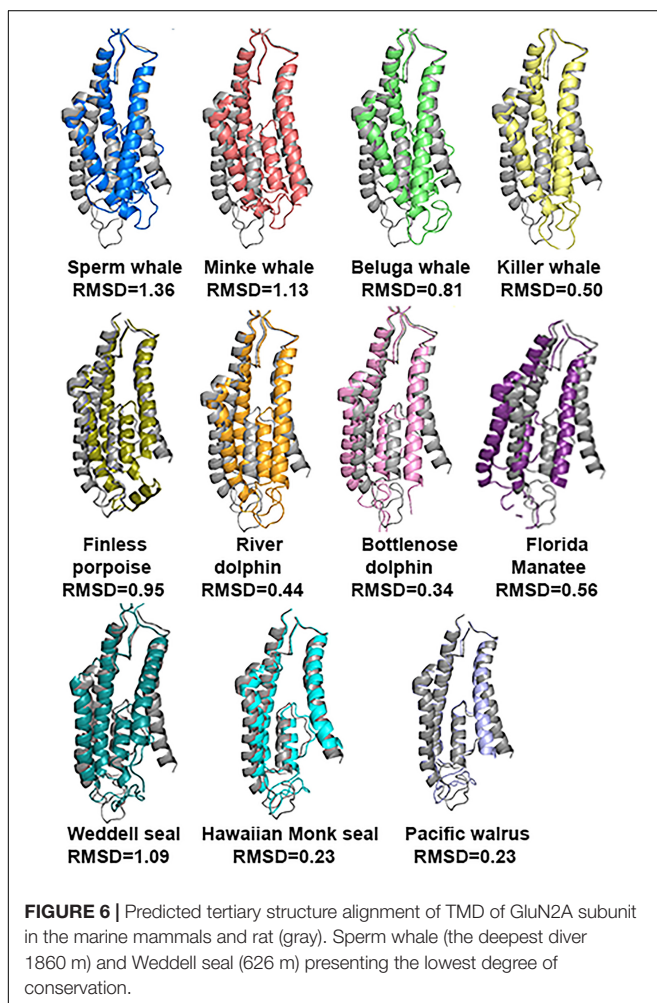 Sperm whale Minke whale Beluga whale Killer whale
RMSD=1.36 RMSD=1.13 RMSD=0.81 RMSD=0.50
Finless River Bottlenose Florida
porpoise dolphin dolphin Manatee
RMSD=0.95 RMSD=0.44 RMSD=0.34 RMSD=0.56
Weddell seal Hawaiian Monk seal Pacific walrus
RMSD=1.09 RMSD=0.23 RMSD=0.23
FIGURE 6 | Predicted tertiary structure alignment of TMD of GluN2A subunit
in the marine mammals and rat (gray). Sperm whale (the deepest diver
1860 m) and Weddell seal (626 m) presenting the lowest degree of
conservation.